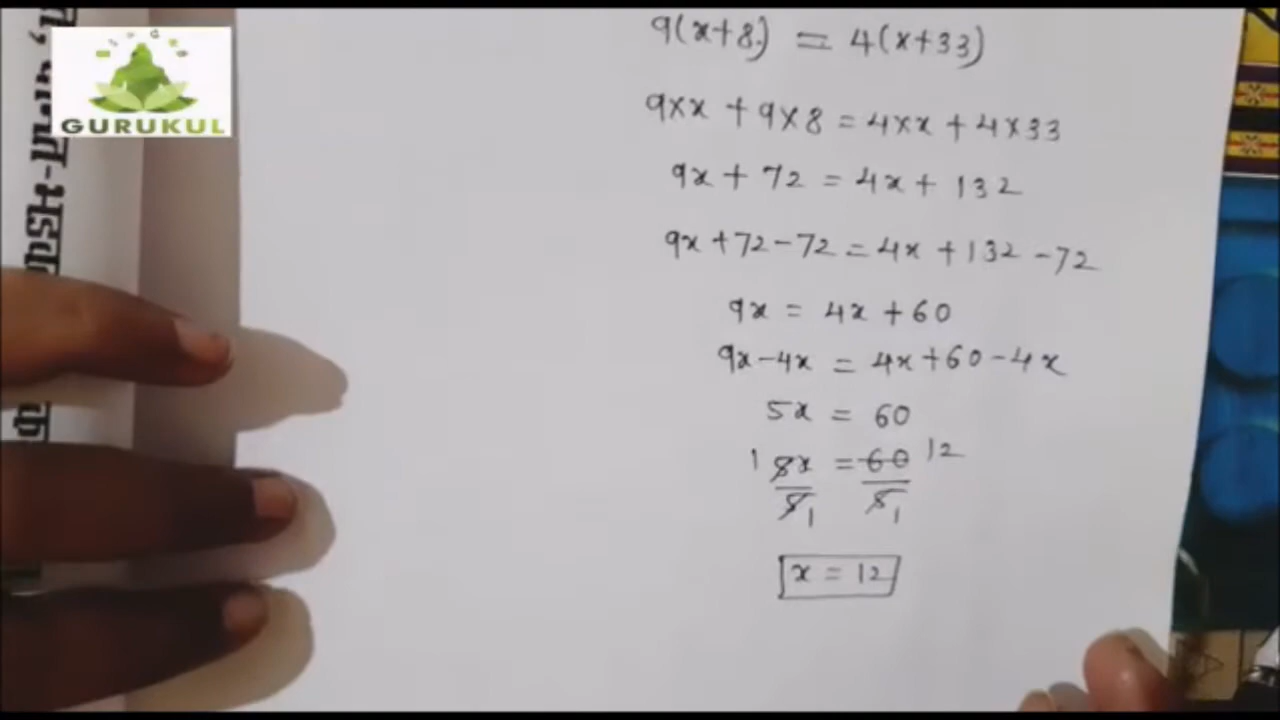 GURUKUL
9(x+8) = 4(x+33)
9×x + 9×8 = 4×x + 4×33
9x + 72 = 4x + 132
9x + 72 - 72 = 4x + 132 - 72
9x = 4x + 60
9x - 4x = 4x + 60 - 4x
5x = 60
1 5x/5 1 = 60/5 1 12
x = 12